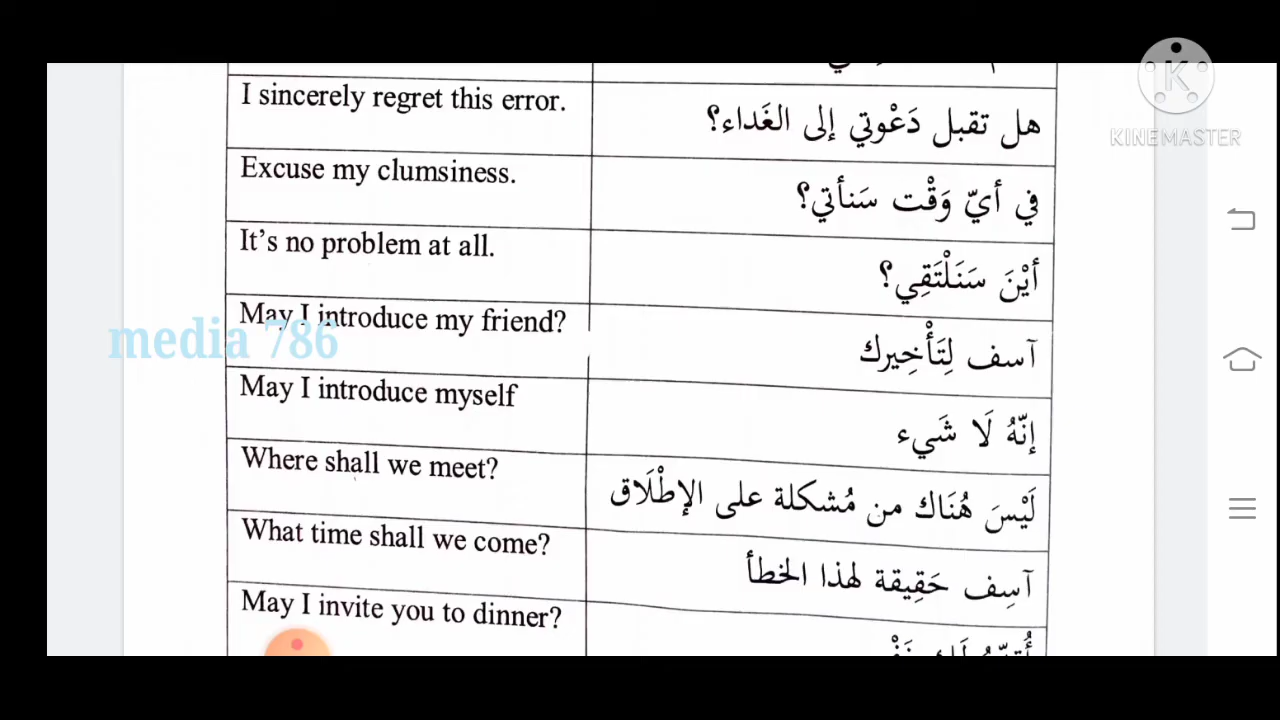 KINEMASTER
I sincerely regret this error.
هل تقبل دَعْوتي إلى الغَداء؟
Excuse my clumsiness.
في أيّ وَقْت سَنأتي؟
It's no problem at all.
أيْنَ سَنَلْتَقِي؟
May I introduce my friend?
آسف لِتَأْخِيرك
media 786
May I introduce myself
إنّهُ لَا شَيء
Where shall we meet?
لَيْسَ هُنَاك من مُشكلة على الإطْلَاق
What time shall we come?
آسِف حَقِيقة لهذا الخطأ
May I invite you to dinner?